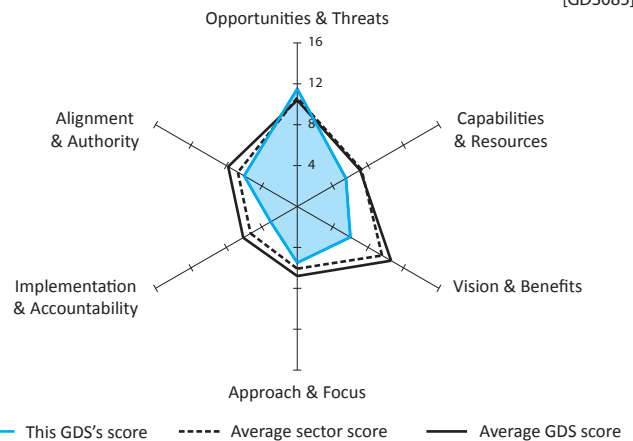 [GDS085]
Opportunities & Threats
16
12
8
4
Alignment
& Authority
Capabilities
& Resources
Implementation
& Accountability
Vision & Benefits
Approach & Focus
This GDS's score
Average sector score
Average GDS score